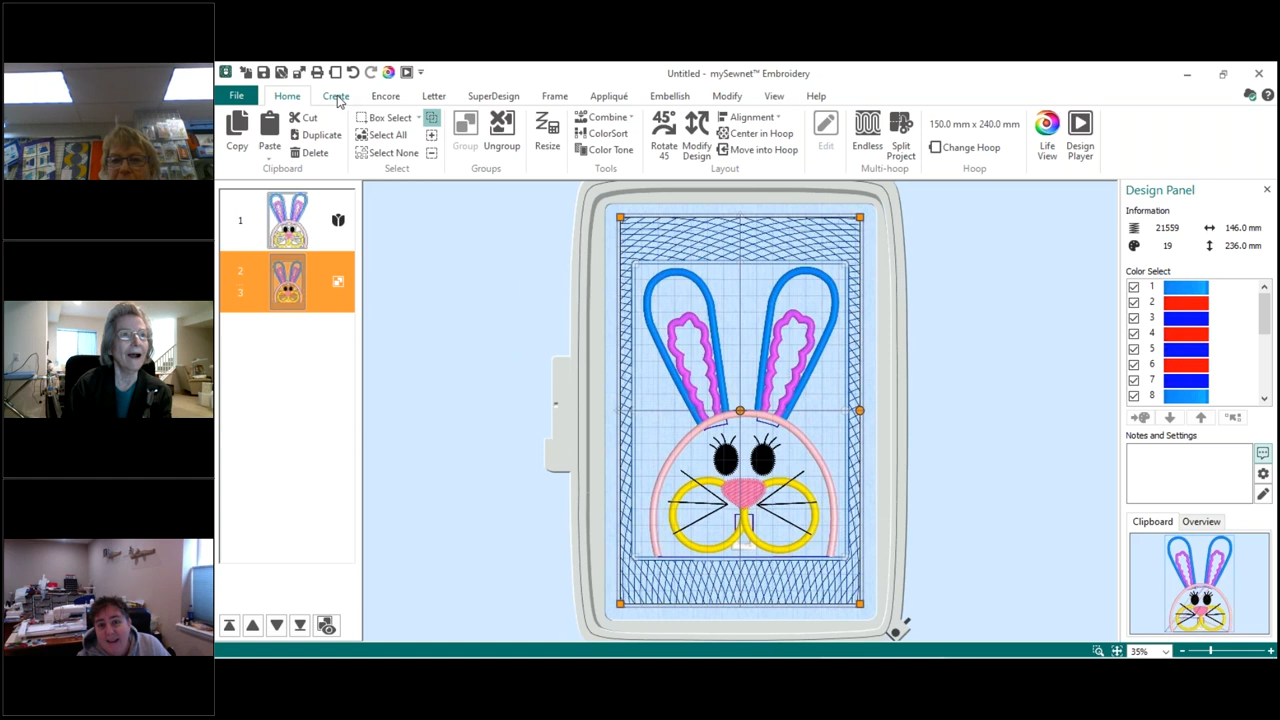 Untitled - mySewnet™ Embroidery
File Home Create Encore Letter SuperDesign Frame Appliqué Embellish Modify View Help
Copy
Paste
Cut
Duplicate
Delete
Clipboard
Box Select
Select All
Select None
Select
Group
Ungroup
Groups
Resize
Combine
ColorSort
Color Tone
Tools
45°
Rotate
45
Modify
Design
Alignment
Center in Hoop
Move into Hoop
Layout
Edit
Endless
Split
Project
Multi-hoop
150.0 mm x 240.0 mm
Change Hoop
Hoop
Life
View
Design
Player
1
2
3
Design Panel
Information
21559 146.0 mm
19 236.0 mm
Color Select
1
2
3
4
5
6
7
8
Notes and Settings
Clipboard Overview
35%